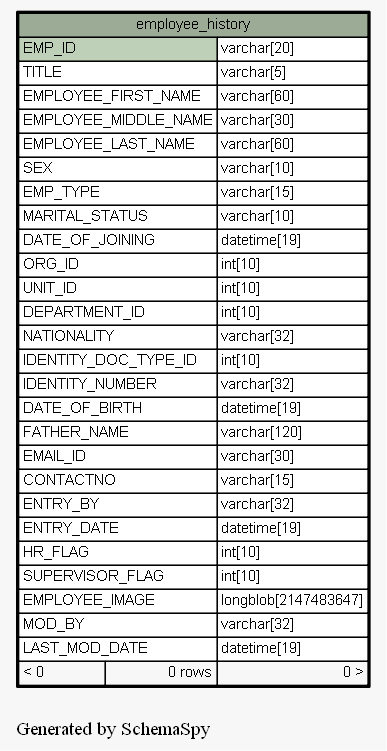 employee_history
EMP_ID varchar[20]
TITLE varchar[5]
EMPLOYEE_FIRST_NAME varchar[60]
EMPLOYEE_MIDDLE_NAME varchar[30]
EMPLOYEE_LAST_NAME varchar[60]
SEX varchar[10]
EMP_TYPE varchar[15]
MARITAL_STATUS varchar[10]
DATE_OF_JOINING datetime[19]
ORG_ID int[10]
UNIT_ID int[10]
DEPARTMENT_ID int[10]
NATIONALITY varchar[32]
IDENTITY_DOC_TYPE_ID int[10]
IDENTITY_NUMBER varchar[32]
DATE_OF_BIRTH datetime[19]
FATHER_NAME varchar[120]
EMAIL_ID varchar[30]
CONTACTNO varchar[15]
ENTRY_BY varchar[32]
ENTRY_DATE datetime[19]
HR_FLAG int[10]
SUPERVISOR_FLAG int[10]
EMPLOYEE_IMAGE longblob[2147483647]
MOD_BY varchar[32]
LAST_MOD_DATE datetime[19]
< 0 0 rows 0 >
Generated by SchemaSpy